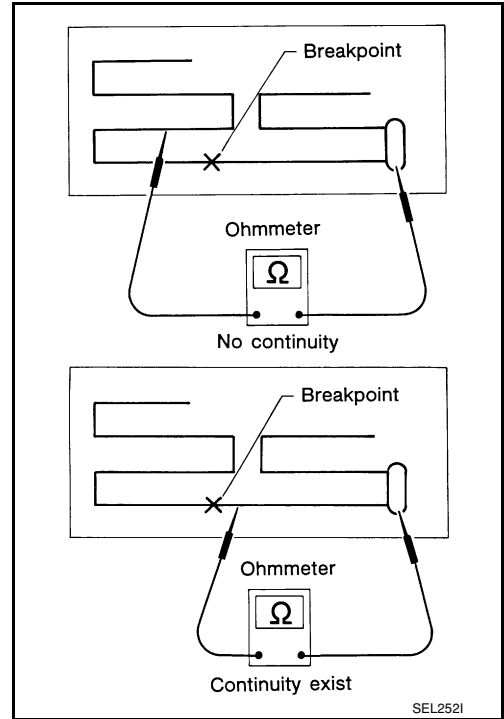 Breakpoint
Ohmmeter
Ω
No continuity
Breakpoint
Ohmmeter
Ω
Continuity exist
SEL252I